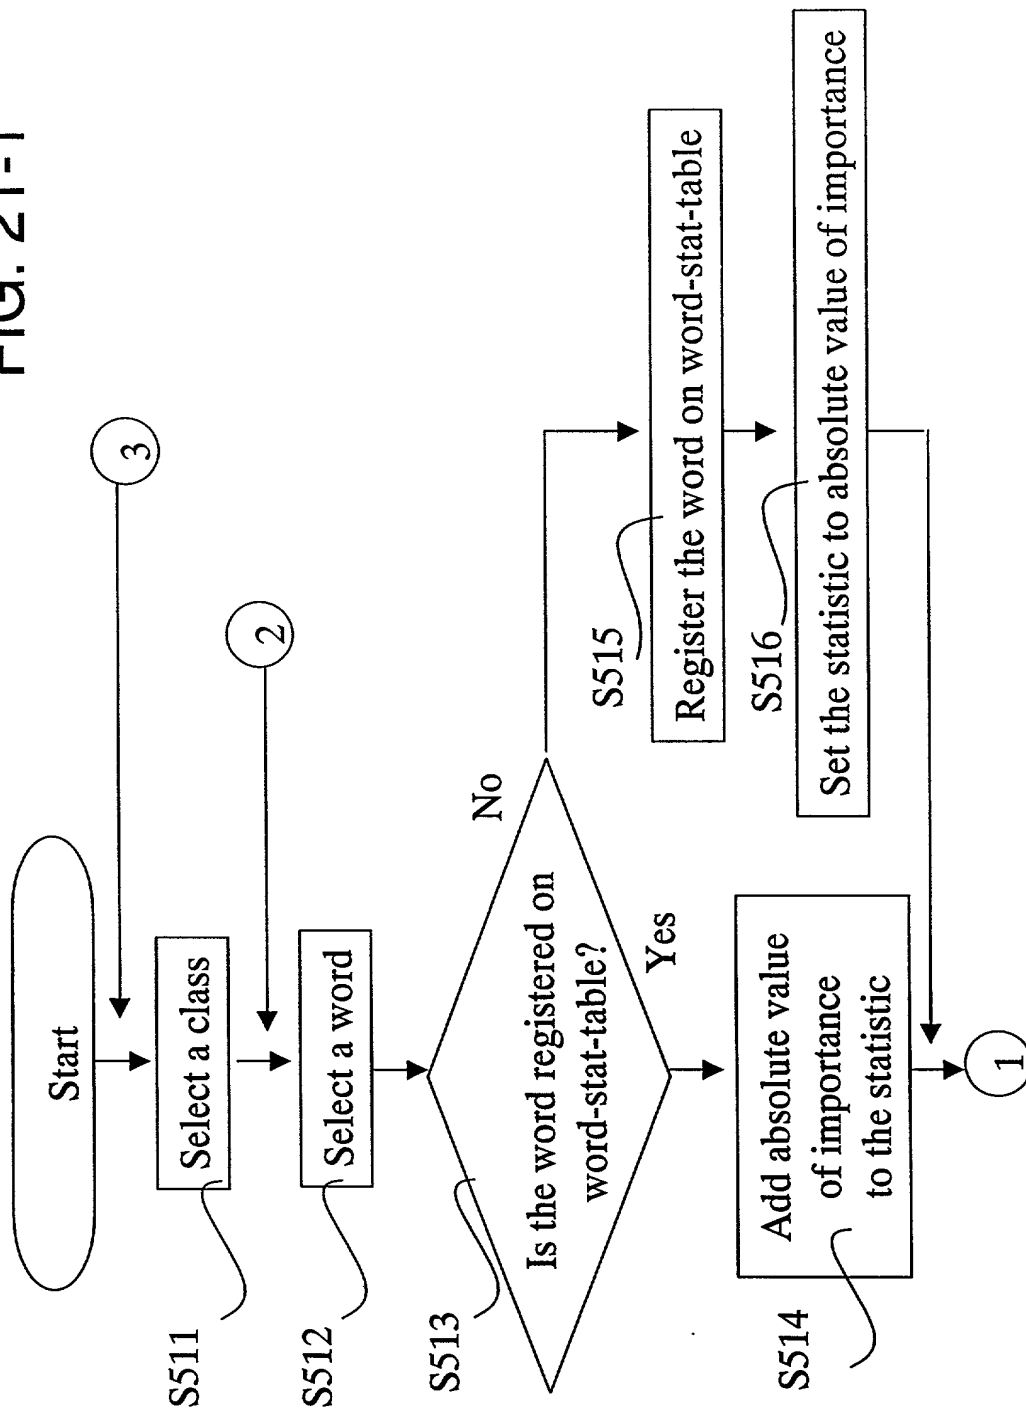 FIG. 21-1
Start
3
S511
Select a class
2
S512
Select a word
S513
Is the word registered on
word-stat-table?
No
Yes
S515
Register the word on word-stat-table
S516
Set the statistic to absolute value of importance
S514
Add absolute value
of importance
to the statistic
1